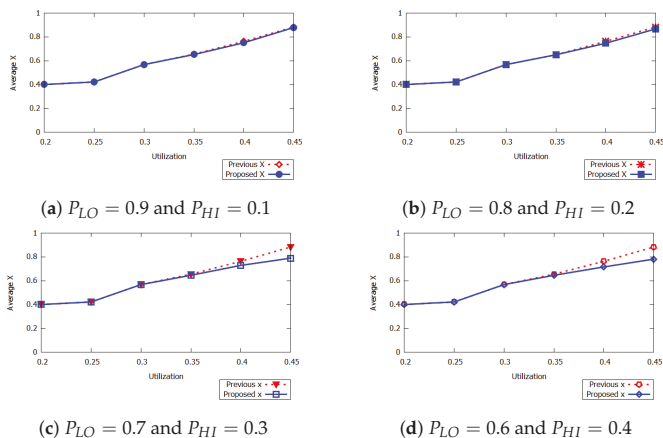 1
0.8
0.6
0.4
0.2
0
Average X
0.2 0.25 0.3 0.35 0.4 0.45
Utilization
Previous X
Proposed X
(a) P_LO = 0.9 and P_HI = 0.1
1
0.8
0.6
0.4
0.2
0
Average X
0.2 0.25 0.3 0.35 0.4 0.45
Utilization
Previous X
Proposed X
(b) P_LO = 0.8 and P_HI = 0.2
1
0.8
0.6
0.4
0.2
0
Average X
0.2 0.25 0.3 0.35 0.4 0.45
Utilization
Previous x
Proposed x
(c) P_LO = 0.7 and P_HI = 0.3
1
0.8
0.6
0.4
0.2
0
Average X
0.2 0.25 0.3 0.35 0.4 0.45
Utilization
Previous x
Proposed x
(d) P_LO = 0.6 and P_HI = 0.4